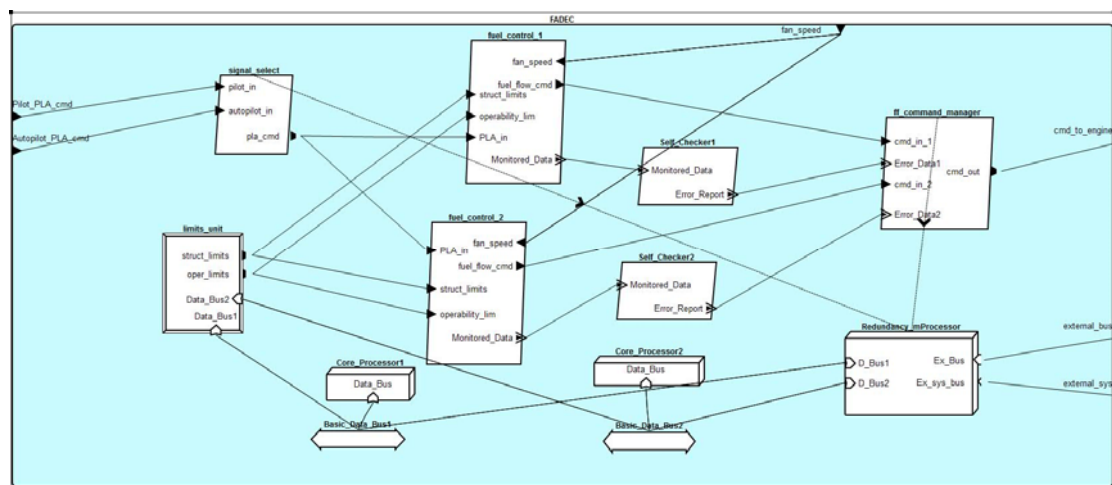 FADEC
Pilot_PLA_cmd
Autopilot_PLA_cmd
signal_select
pilot_in
autopilot_in
pla_cmd
fuel_control_1
fan_speed
fuel_flow_cmd
struct_limits
operability_lim
PLA_in
Monitored_Data
fan_speed
Self_Checker1
Monitored_Data
Error_Report
ff_command_manager
cmd_in_1
Error_Data1
cmd_in_2
Error_Data2
cmd_out
cmd_to_engine
limits_unit
struct_limits
oper_limits
Data_Bus2
Data_Bus1
fuel_control_2
fan_speed
PLA_in
fuel_flow_cmd
struct_limits
operability_lim
Monitored_Data
Self_Checker2
Monitored_Data
Error_Report
Core_Processor1
Data_Bus
Core_Processor2
Data_Bus
Redundancy_mProcessor
D_Bus1
D_Bus2
Ex_Bus
Ex_sys_bus
external_bus
external_sys
Basic_Data_Bus1
Basic_Data_Bus2